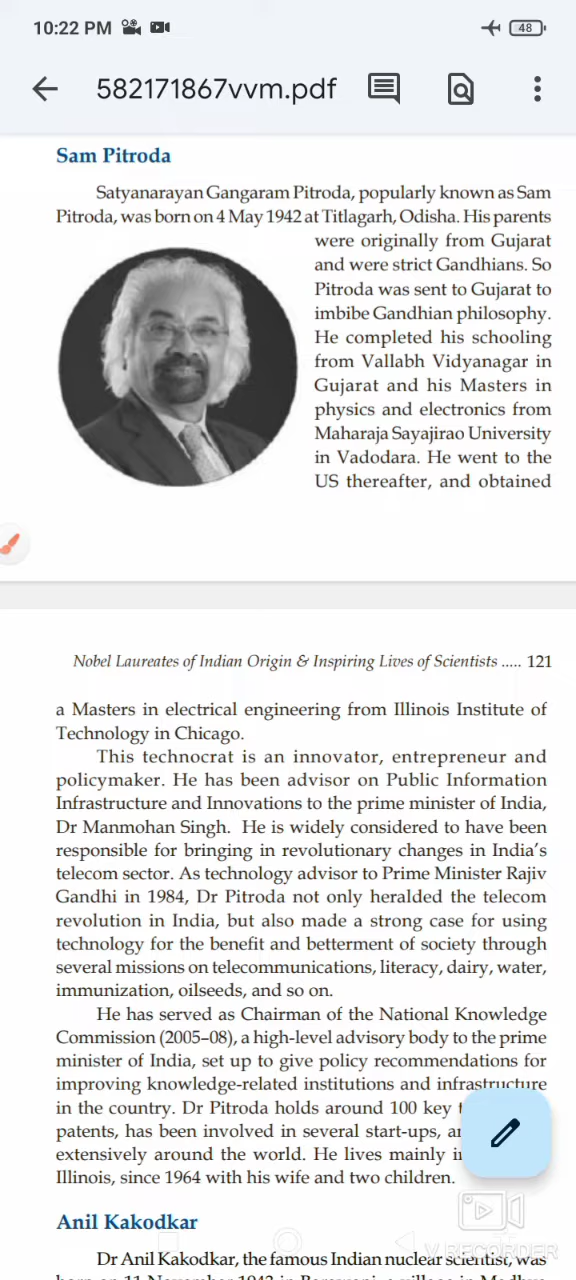 10:22 PM
48
582171867vvm.pdf
Sam Pitroda
Satyanarayan Gangaram Pitroda, popularly known as Sam
Pitroda, was born on 4 May 1942 at Titlagarh, Odisha. His parents
were originally from Gujarat
and were strict Gandhians. So
Pitroda was sent to Gujarat to
imbibe Gandhian philosophy.
He completed his schooling
from Vallabh Vidyanagar in
Gujarat and his Masters in
physics and electronics from
Maharaja Sayajirao University
in Vadodara. He went to the
US thereafter, and obtained
Nobel Laureates of Indian Origin & Inspiring Lives of Scientists ..... 121
a Masters in electrical engineering from Illinois Institute of
Technology in Chicago.
This technocrat is an innovator, entrepreneur and
policymaker. He has been advisor on Public Information
Infrastructure and Innovations to the prime minister of India,
Dr Manmohan Singh. He is widely considered to have been
responsible for bringing in revolutionary changes in India's
telecom sector. As technology advisor to Prime Minister Rajiv
Gandhi in 1984, Dr Pitroda not only heralded the telecom
revolution in India, but also made a strong case for using
technology for the benefit and betterment of society through
several missions on telecommunications, literacy, dairy, water,
immunization, oilseeds, and so on.
He has served as Chairman of the National Knowledge
Commission (2005–08), a high-level advisory body to the prime
minister of India, set up to give policy recommendations for
improving knowledge-related institutions and infrastructure
in the country. Dr Pitroda holds around 100 key
patents, has been involved in several start-ups,
extensively around the world. He lives mainly
Illinois, since 1964 with his wife and two children.
Anil Kakodkar
V RECORDER
Dr Anil Kakodkar, the famous Indian nuclear scientist, was
born on 11 November 1943 in Barawani, a village in Madhya